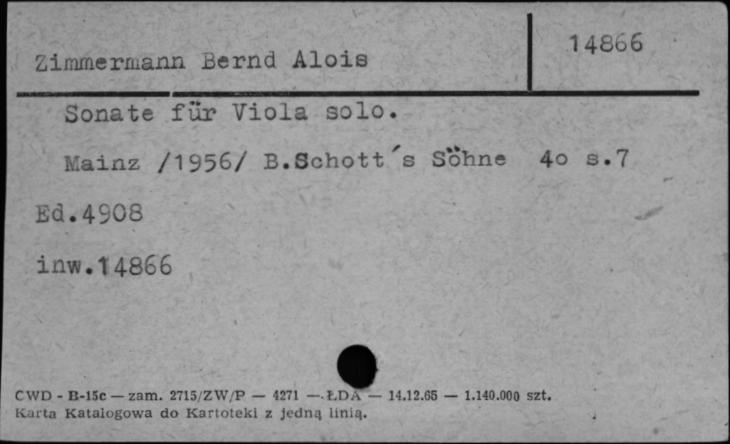 Zimmermann Bernd Alois
14866
Sonate für Viola solo.
Mainz /1956/ B.Schott´s Söhne 4o s.7
Ed.4908
inw.14866
CWD - B-15c — zam. 2715/ZW/P — 4271 — ŁDA — 14.12.65 — 1.140.000 szt.
Karta Katalogowa do Kartoteki z jedną linią.